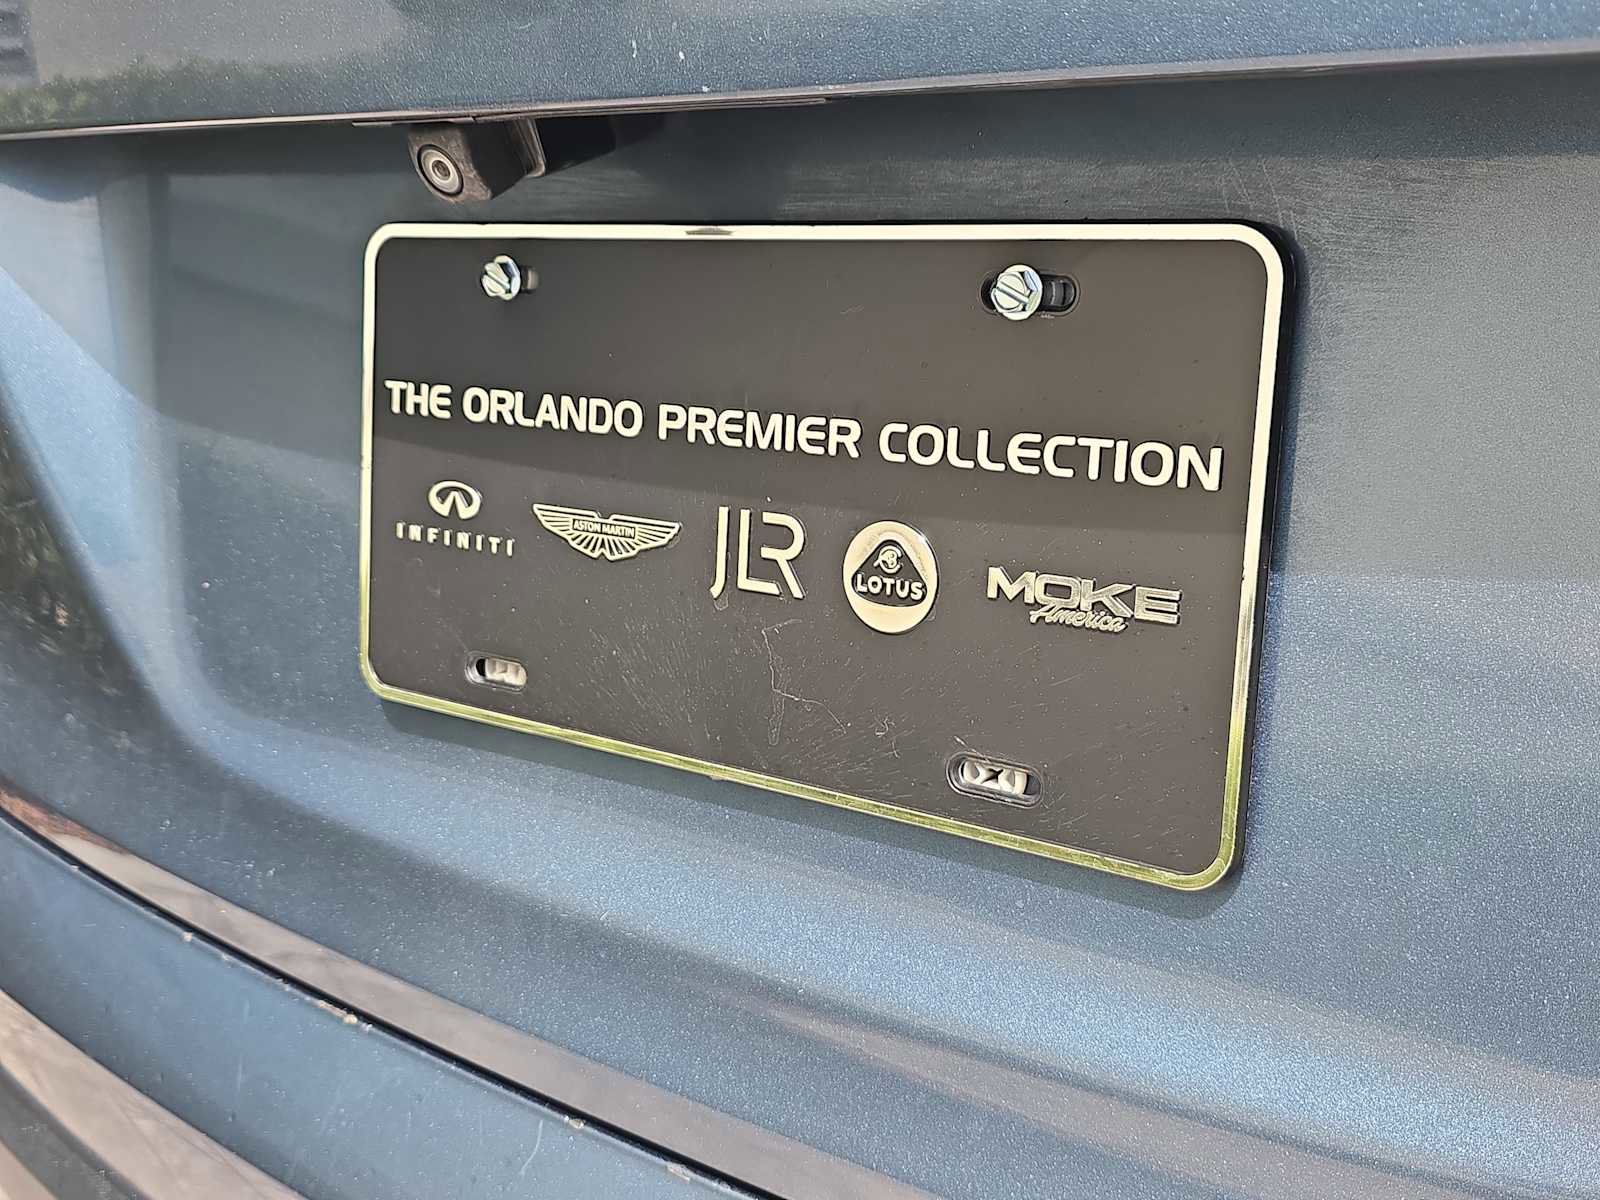 THE ORLANDO PREMIER COLLECTION
INFINITI
ASTON MARTIN
JLR
LOTUS
MOKE
America